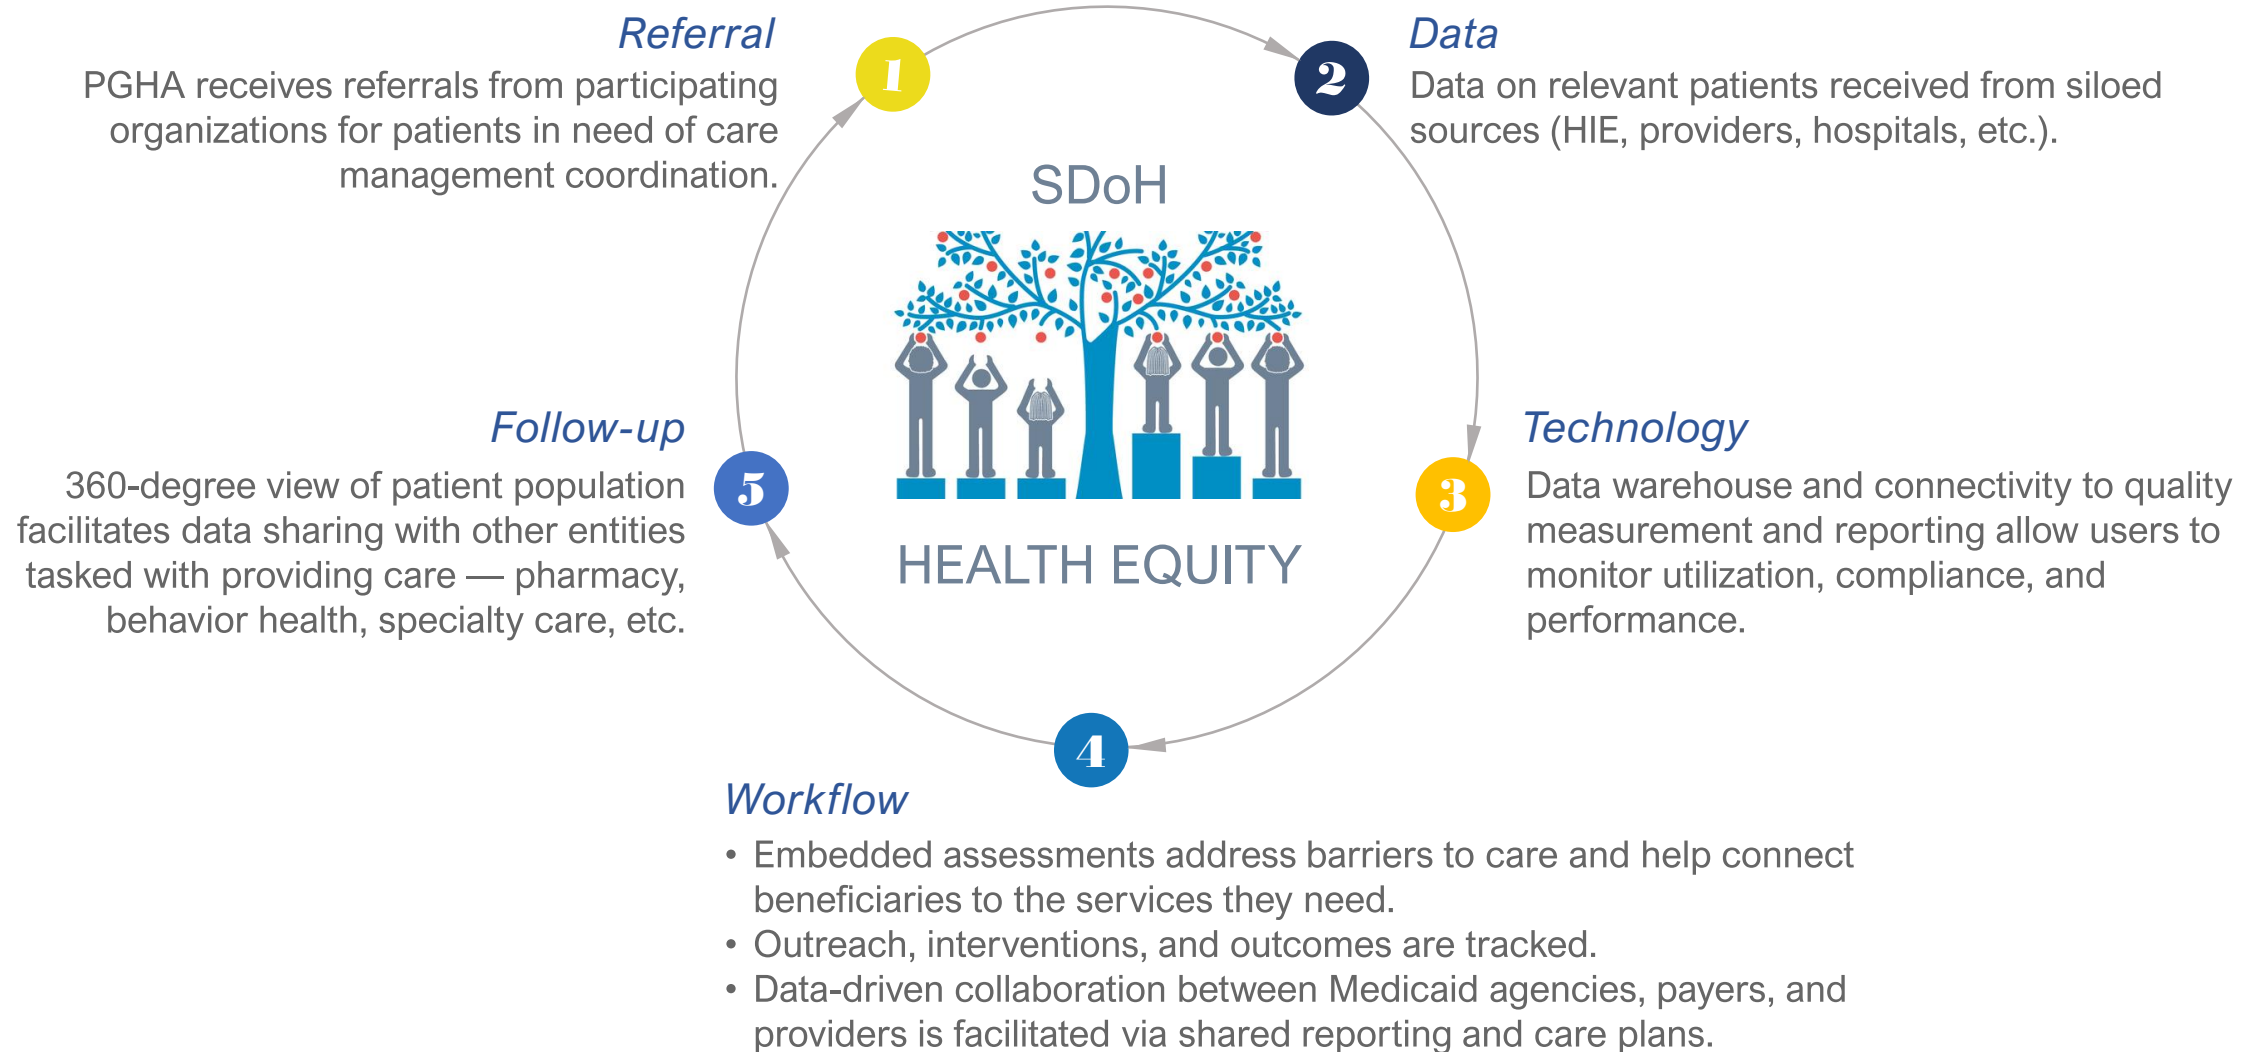 Referral
1
PGHA receives referrals from participating
organizations for patients in need of care
management coordination.
2
Data
Data on relevant patients received from siloed
sources (HIE, providers, hospitals, etc.).
SDoH
HEALTH EQUITY
3
Technology
Data warehouse and connectivity to quality
measurement and reporting allow users to
monitor utilization, compliance, and
performance.
4
Workflow
• Embedded assessments address barriers to care and help connect
beneficiaries to the services they need.
• Outreach, interventions, and outcomes are tracked.
• Data-driven collaboration between Medicaid agencies, payers, and
providers is facilitated via shared reporting and care plans.
5
Follow-up
360-degree view of patient population
facilitates data sharing with other entities
tasked with providing care — pharmacy,
behavior health, specialty care, etc.